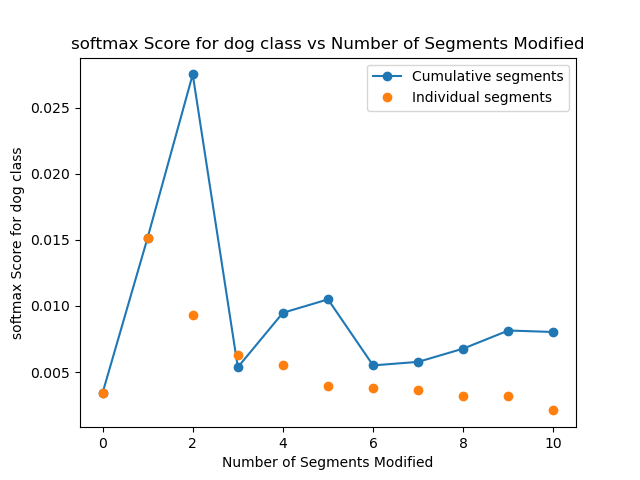 softmax Score for dog class vs Number of Segments Modified
Cumulative segments
Individual segments
softmax Score for dog class
0.025
0.020
0.015
0.010
0.005
0 2 4 6 8 10
Number of Segments Modified